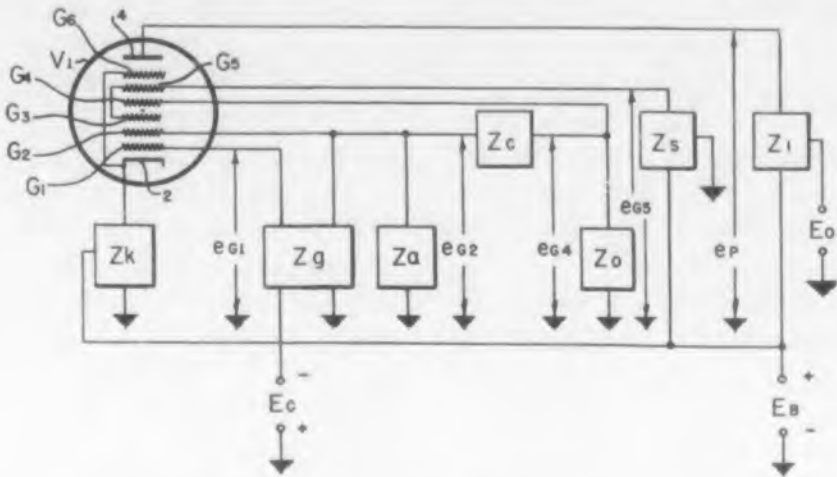 G6
4
V1
G5
G4
G3
G2
G1
2
Zk
eG1
Zg
Za
eG2
Zc
eG4
Zo
eG5
Zs
eP
Z1
Eo
-
Ec
+
+
EB
-